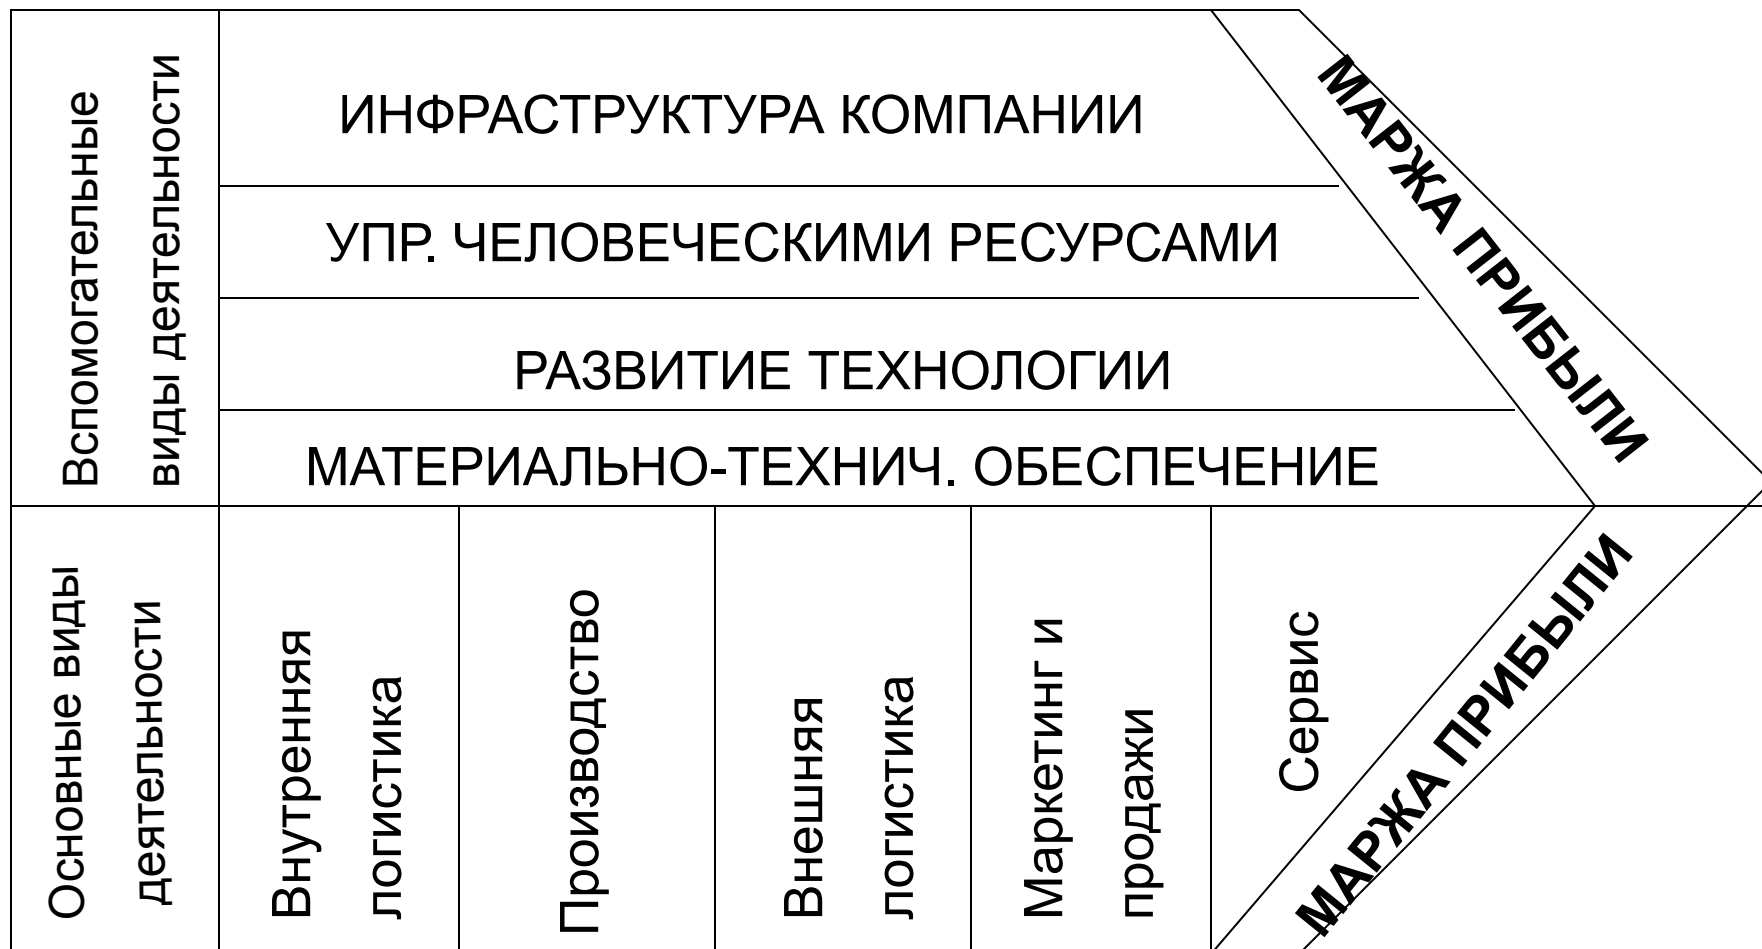 Вспомогательные
виды деятельности
ИНФРАСТРУКТУРА КОМПАНИИ
УПР. ЧЕЛОВЕЧЕСКИМИ РЕСУРСАМИ
РАЗВИТИЕ ТЕХНОЛОГИИ
МАТЕРИАЛЬНО-ТЕХНИЧ. ОБЕСПЕЧЕНИЕ
МАРЖА ПРИБЫЛИ
Основные виды
деятельности
Внутренняя
логистика
Производство
Внешняя
логистика
Маркетинг и
продажи
Сервис
МАРЖА ПРИБЫЛИ